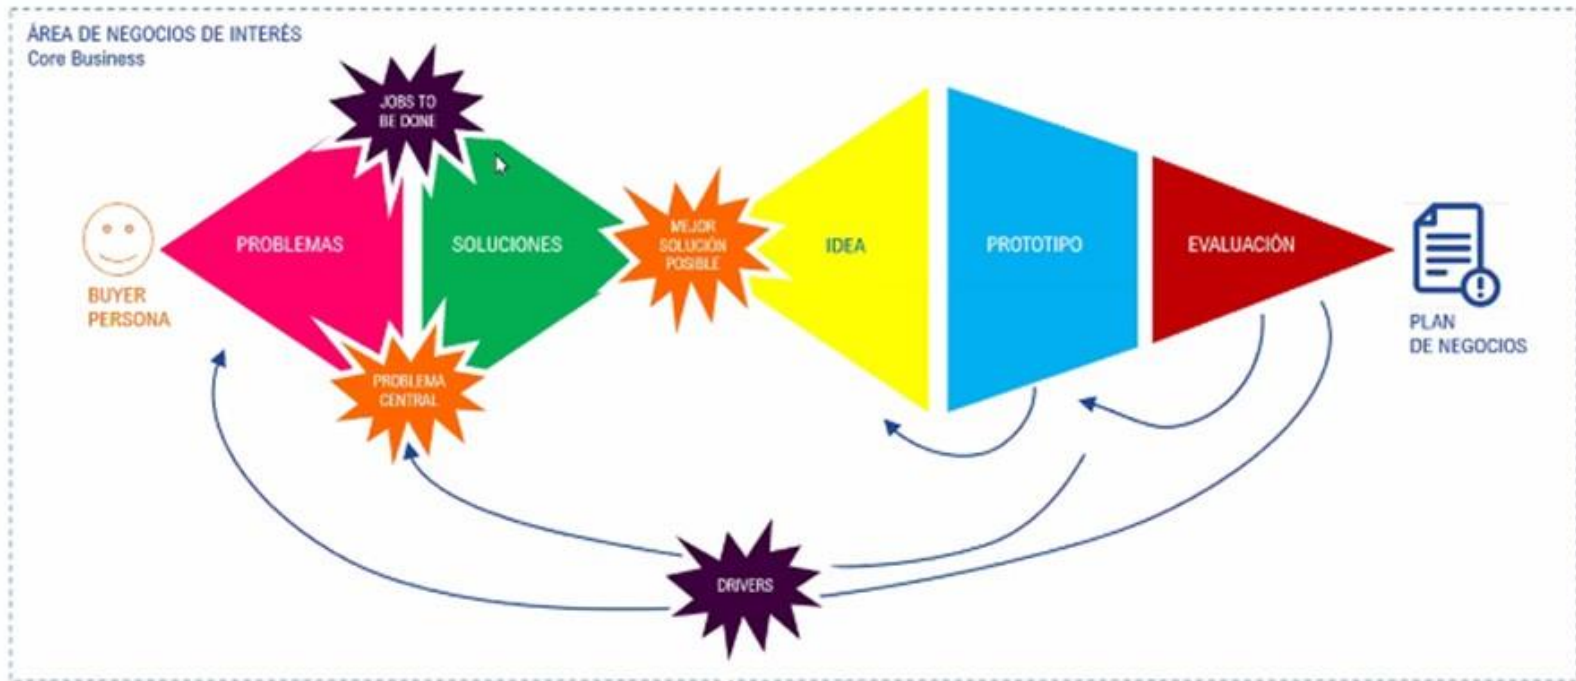 ÁREA DE NEGOCIOS DE INTERÉS
Core Business
JOBS TO
BE DONE
BUYER
PERSONA
PROBLEMAS
SOLUCIONES
PROBLEMA
CENTRAL
MEJOR
SOLUCIÓN
POSIBLE
IDEA
PROTOTIPO
EVALUACIÓN
PLAN
DE NEGOCIOS
DRIVERS